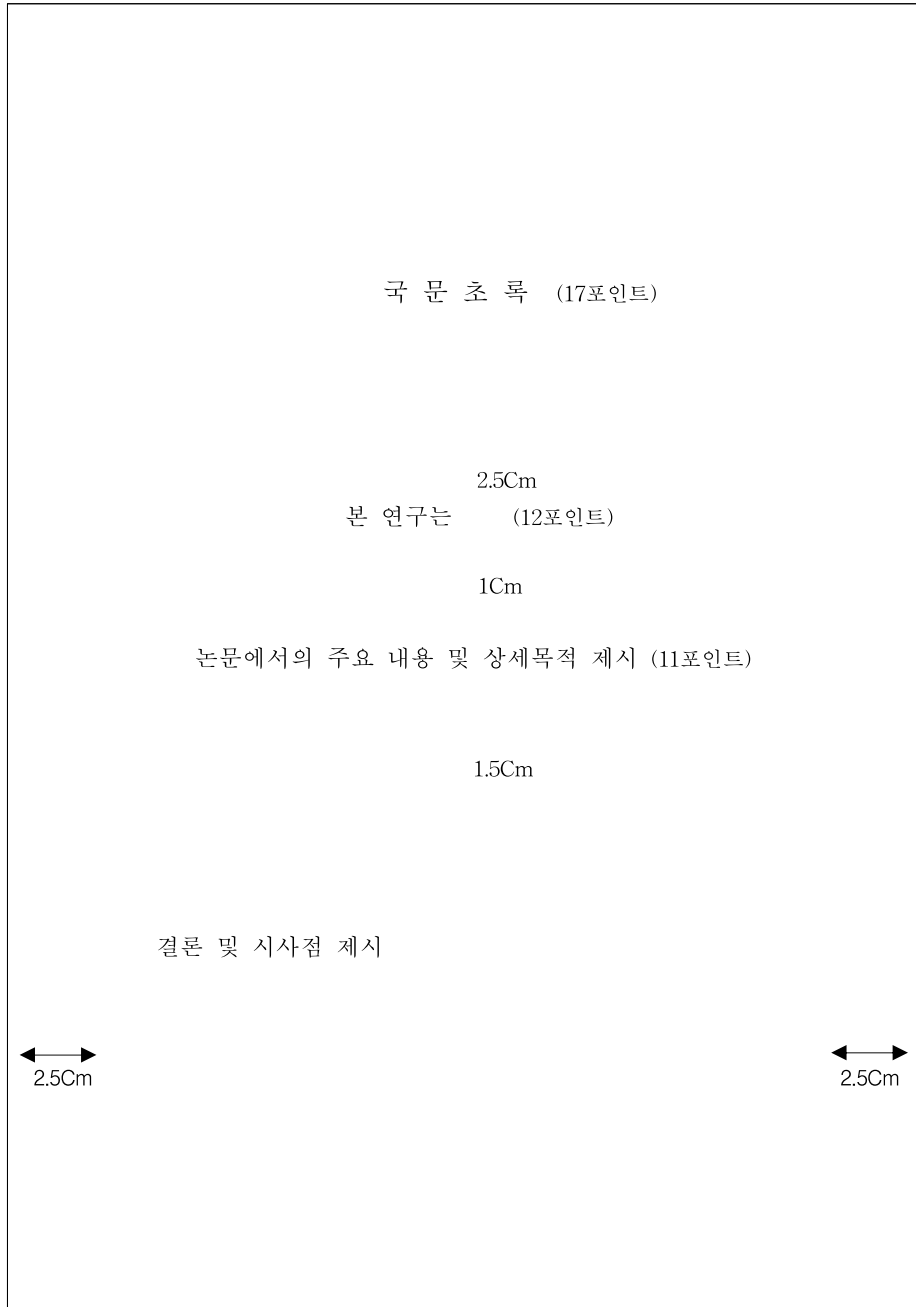 국 문 초 록 (17포인트)
2.5Cm
본 연구는 (12포인트)
1Cm
논문에서의 주요 내용 및 상세목적 제시 (11포인트)
1.5Cm
결론 및 시사점 제시
2.5Cm 2.5Cm